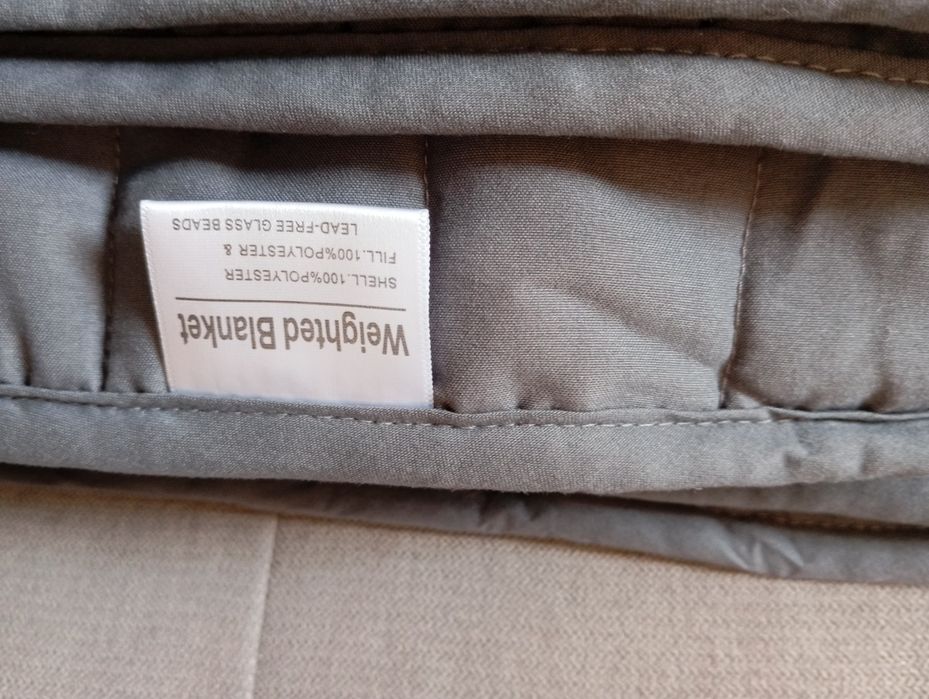 Weighted Blanket
SHELL.100%POLYESTER
FILL.100%POLYESTER &
LEAD-FREE GLASS BEADS